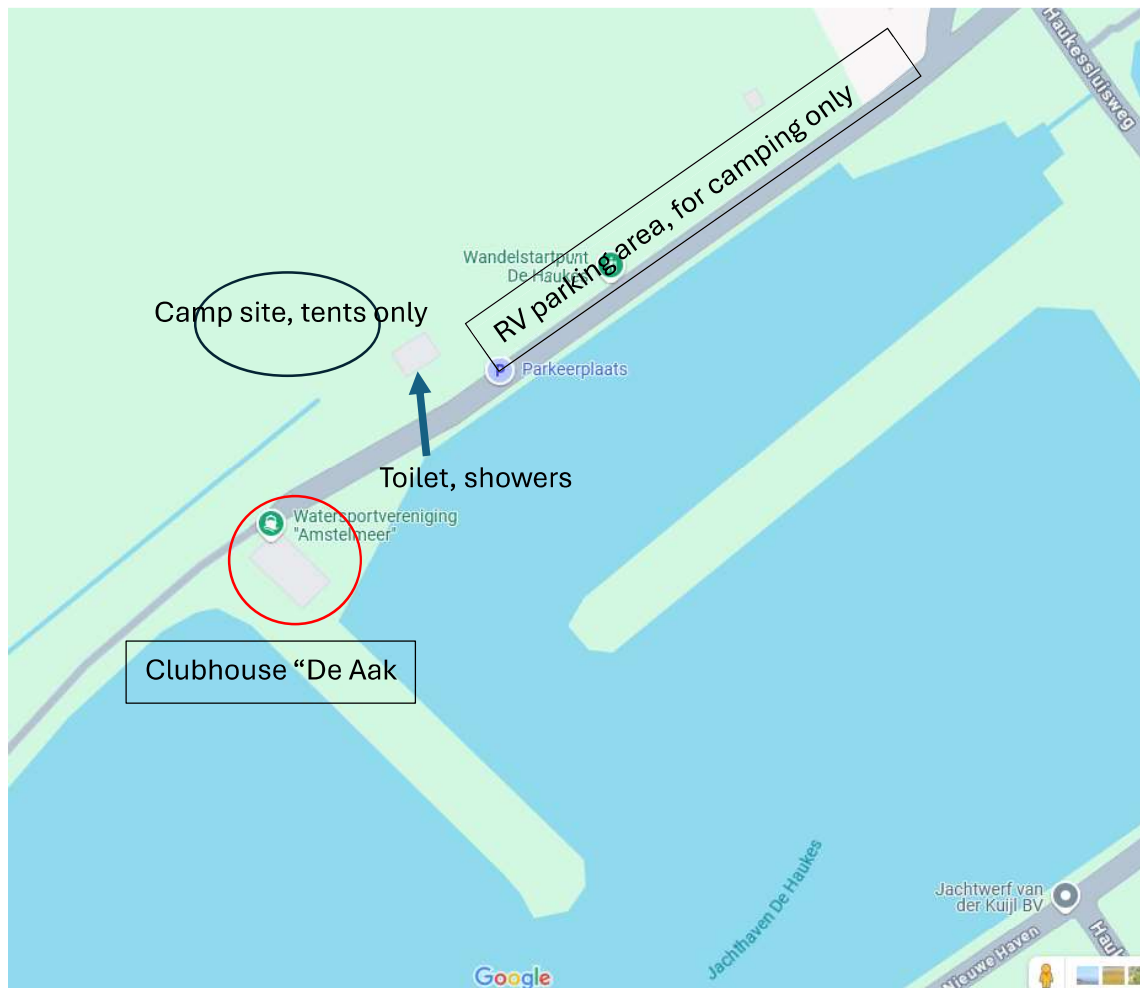 Haukessluisweg
RV parking area, for camping only
Wandelstartpunt
De Haukes
Camp site, tents only
P Parkeerplaats
Toilet, showers
Watersportvereniging
"Amstelmeer"
Clubhouse “De Aak
Jachthaven De Haukes
Jachtwerf van
der Kuijl BV
Nieuwe Haven
Hauk
Google